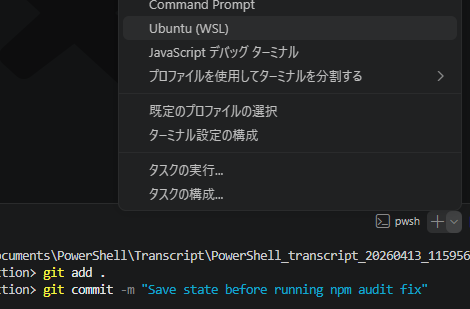 Command Prompt
Ubuntu (WSL)
JavaScript デバッグ ターミナル
プロファイルを使用してターミナルを分割する
既定のプロファイルの選択
ターミナル設定の構成
タスクの実行...
タスクの構成...
pwsh
ocuments\PowerShell\Transcript\PowerShell_transcript_20260413_115956
tion> git add .
tion> git commit -m "Save state before running npm audit fix"